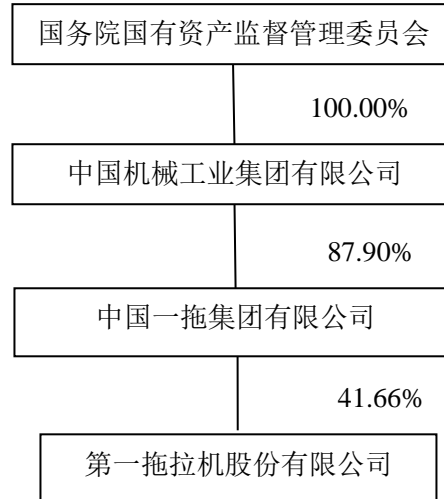 国务院国有资产监督管理委员会
100.00%
中国机械工业集团有限公司
87.90%
中国一拖集团有限公司
41.66%
第一拖拉机股份有限公司